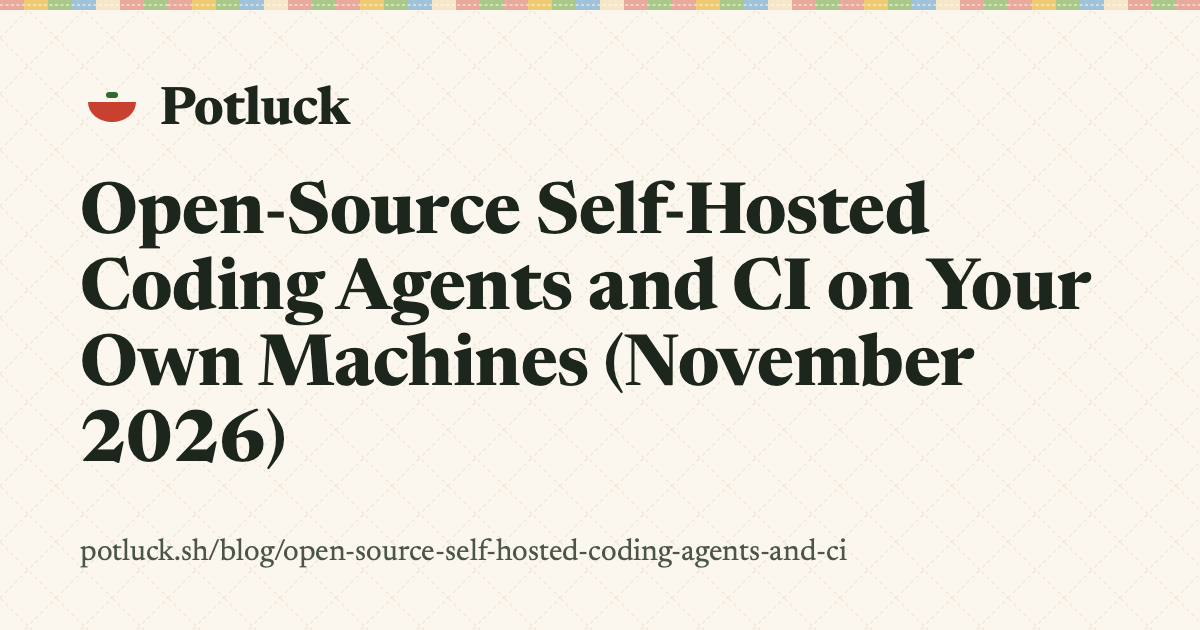 Potluck
Open-Source Self-Hosted
Coding Agents and CI on Your
Own Machines (November
2026)
potluck.sh/blog/open-source-self-hosted-coding-agents-and-ci